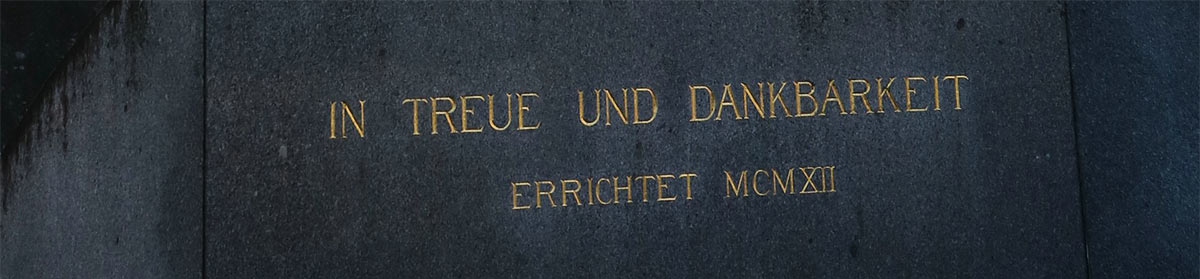 IN TREUE UND DANKBARKEIT
ERRICHTET MCMXII